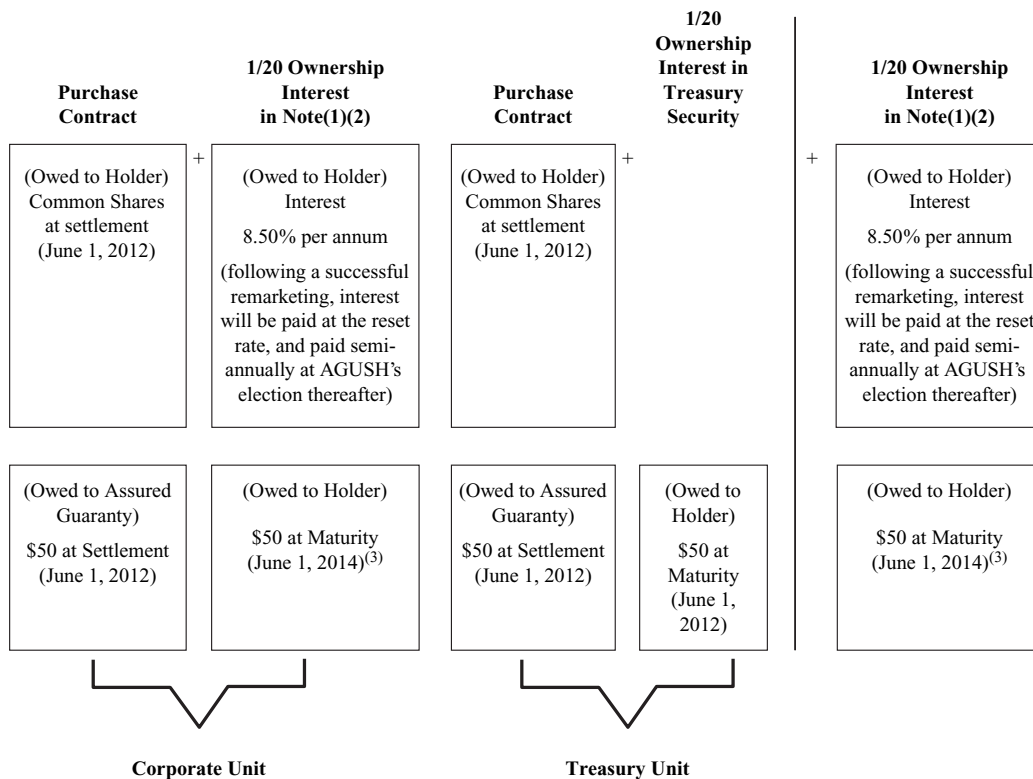 Purchase
Contract
1/20 Ownership
Interest
in Note(1)(2)
Purchase
Contract
1/20
Ownership
Interest in
Treasury
Security
1/20 Ownership
Interest
in Note(1)(2)
(Owed to Holder)
Common Shares
at settlement
(June 1, 2012)
+
(Owed to Holder)
Interest
8.50% per annum
(following a successful
remarketing, interest
will be paid at the reset
rate, and paid semi-
annually at AGUSH's
election thereafter)
(Owed to Holder)
Common Shares
at settlement
(June 1, 2012)
+
+
(Owed to Holder)
Interest
8.50% per annum
(following a successful
remarketing, interest
will be paid at the reset
rate, and paid semi-
annually at AGUSH's
election thereafter)
(Owed to Assured
Guaranty)
$50 at Settlement
(June 1, 2012)
(Owed to Holder)
$50 at Maturity
(June 1, 2014)(3)
(Owed to Assured
Guaranty)
$50 at Settlement
(June 1, 2012)
(Owed to
Holder)
$50 at
Maturity
(June 1,
2012)
(Owed to Holder)
$50 at Maturity
(June 1, 2014)(3)
Corporate Unit
Treasury Unit